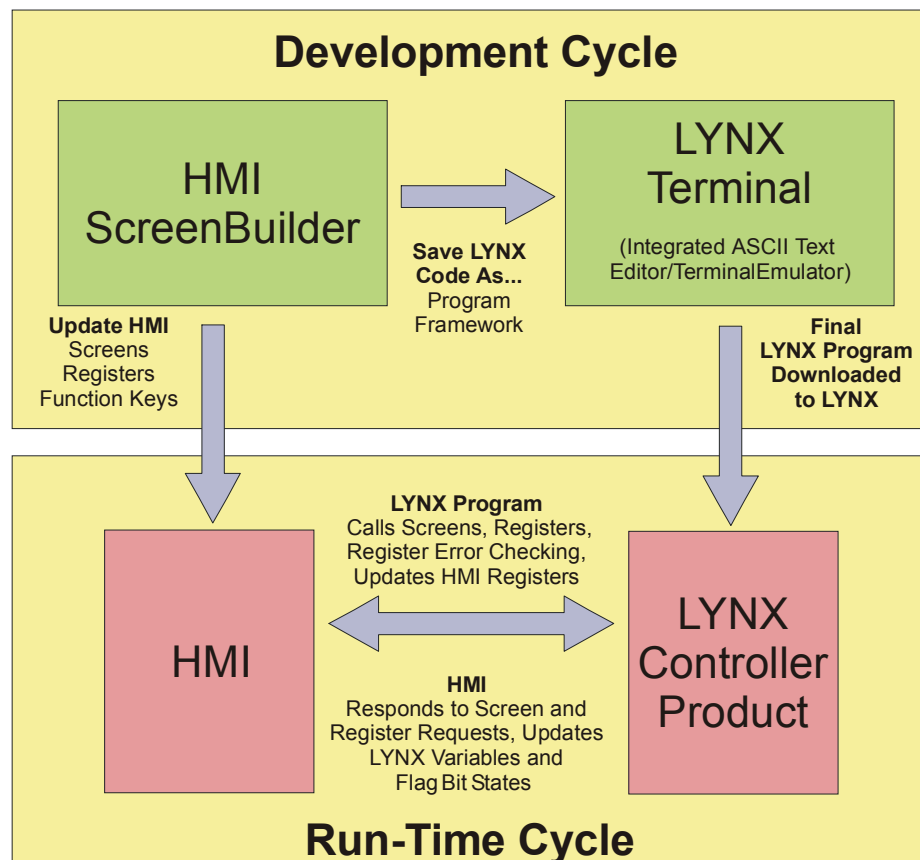 Development Cycle
HMI
ScreenBuilder
Save LYNX
Code As...
Program
Framework
LYNX
Terminal
(Integrated ASCII Text
Editor/TerminalEmulator)
Update HMI
Screens
Registers
Function Keys
Final
LYNX Program
Downloaded
to LYNX
LYNX Program
Calls Screens, Registers,
Register Error Checking,
Updates HMI Registers
HMI
LYNX
Controller
Product
HMI
Responds to Screen and
Register Requests, Updates
LYNX Variables and
Flag Bit States
Run-Time Cycle